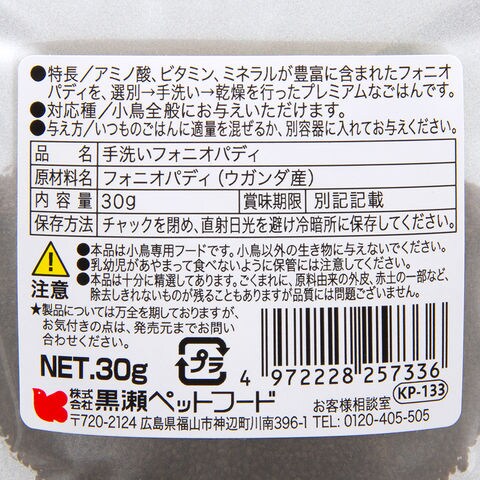 ●特長/アミノ酸、ビタミン、ミネラルが豊富に含まれたフォニオ
パディを、選別→手洗い→乾燥を行ったプレミアムなごはんです。
●対応種/小鳥全般にお与えいただけます。
●与え方/いつものごはんに適量を混ぜるか、別容器に入れてお与えください。
品名 手洗いフォニオパディ
原材料名 フォニオパディ(ウガンダ産)
内容量 30g 賞味期限 別記記載
保存方法 チャックを閉め、直射日光を避け冷暗所に保存してください。
●本品は小鳥専用フードです。小鳥以外の生き物に与えないでください。
●乳幼児があやまって食べないように保管には注意してください。
●本品は十分に精選してあります。ごくまれに、原料由来の外皮、赤土の一部など、
除去しきれないものが残ることもありますが品質には問題ございません。
注意
★製品については万全を期しておりますが、
お気付きの点は、発売元までお問い
合わせください。
NET.30g
プラ
4 972228 257336
KP-133
株式会社 黒瀬ペットフード
お客様相談室
〒720-2124 広島県福山市神辺町川南396-1 TEL: 0120-405-505